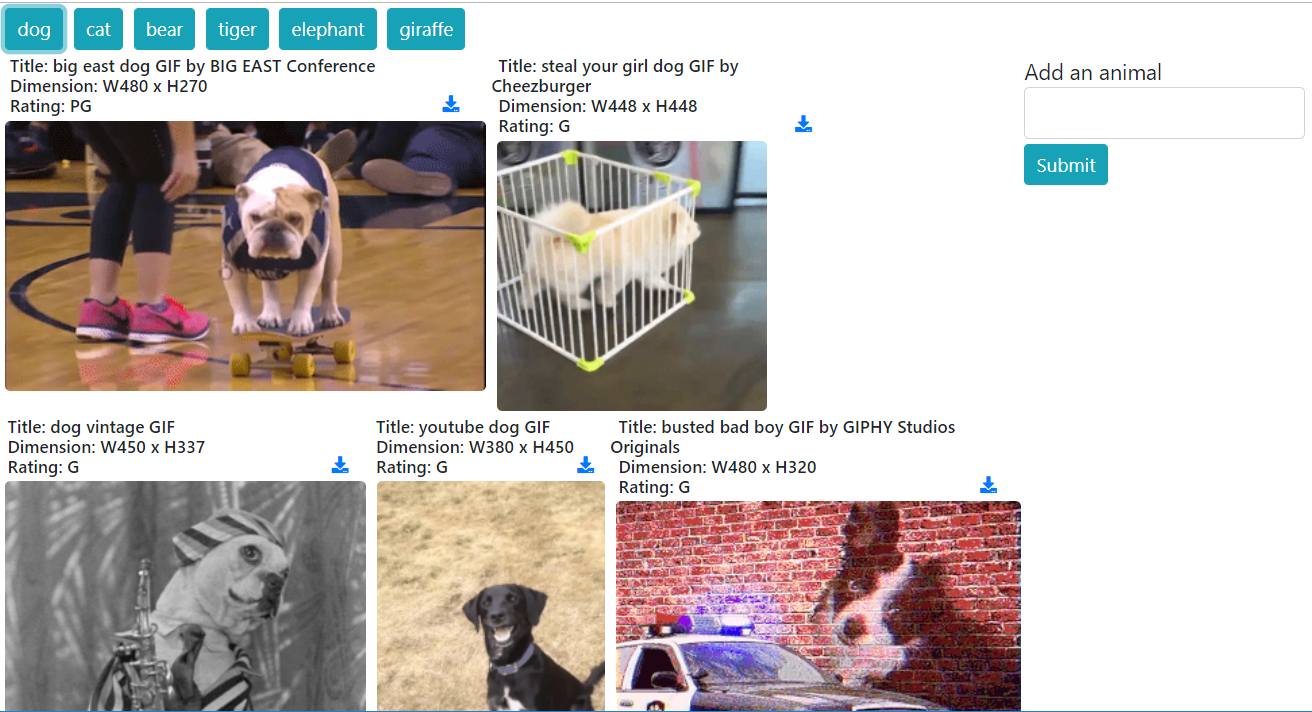 dog cat bear tiger elephant giraffe
Title: big east dog GIF by BIG EAST Conference
Dimension: W480 x H270
Rating: PG
Title: steal your girl dog GIF by
Cheezburger
Dimension: W448 x H448
Rating: G
Add an animal
Submit
Title: dog vintage GIF
Dimension: W450 x H337
Rating: G
Title: youtube dog GIF
Dimension: W380 x H450
Rating: G
Title: busted bad boy GIF by GIPHY Studios
Originals
Dimension: W480 x H320
Rating: G